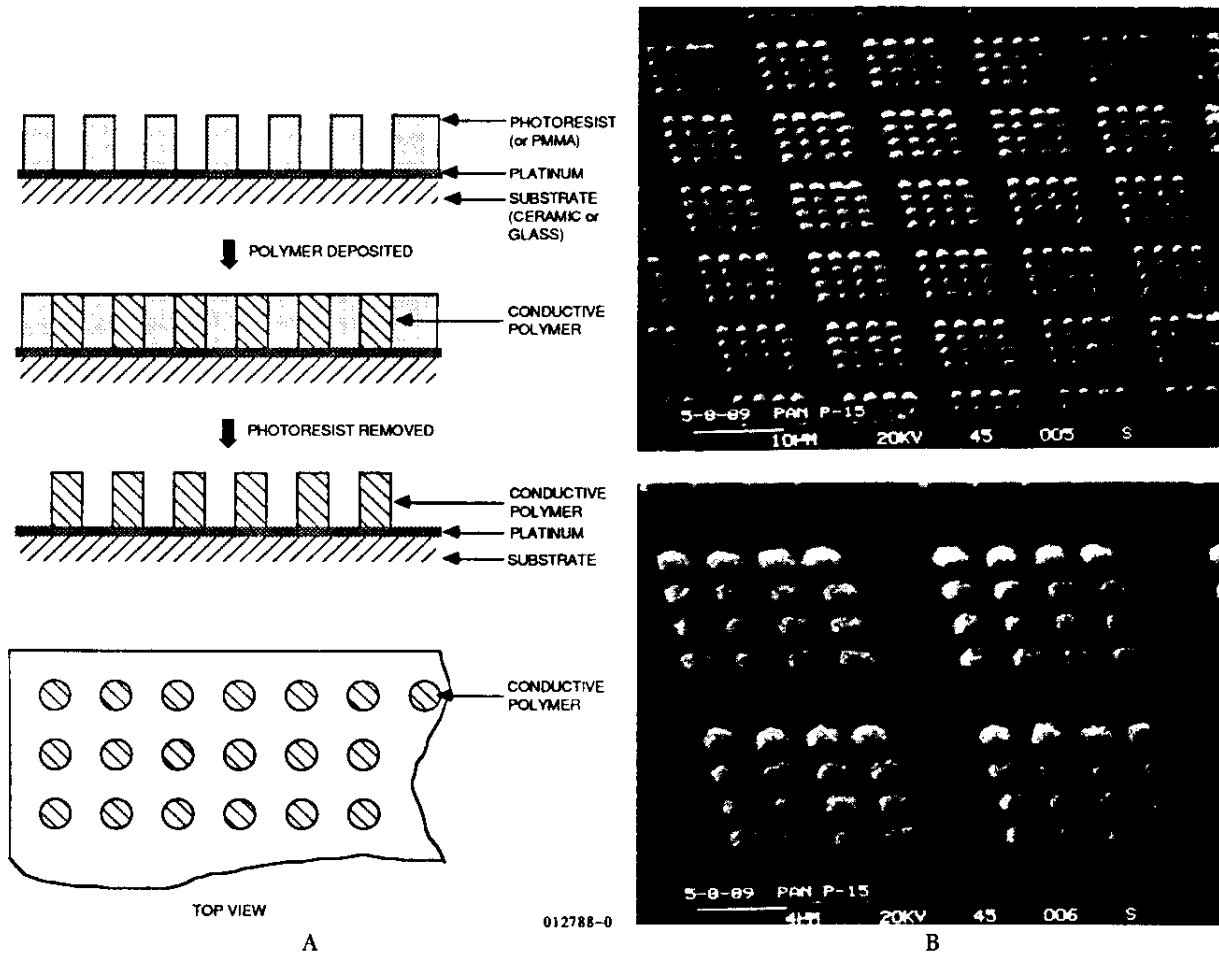 PHOTORESIST
(or PMMA)
PLATINUM
SUBSTRATE
(CERAMIC or
GLASS)
POLYMER DEPOSITED
CONDUCTIVE
POLYMER
PHOTORESIST REMOVED
CONDUCTIVE
POLYMER
PLATINUM
SUBSTRATE
CONDUCTIVE
POLYMER
TOP VIEW
012788-0
A
5-8-89 PAN P-15
10HM 20KV 45 005 S
5-8-89 PAN P-15
4HM 20KV 45 006 S
B